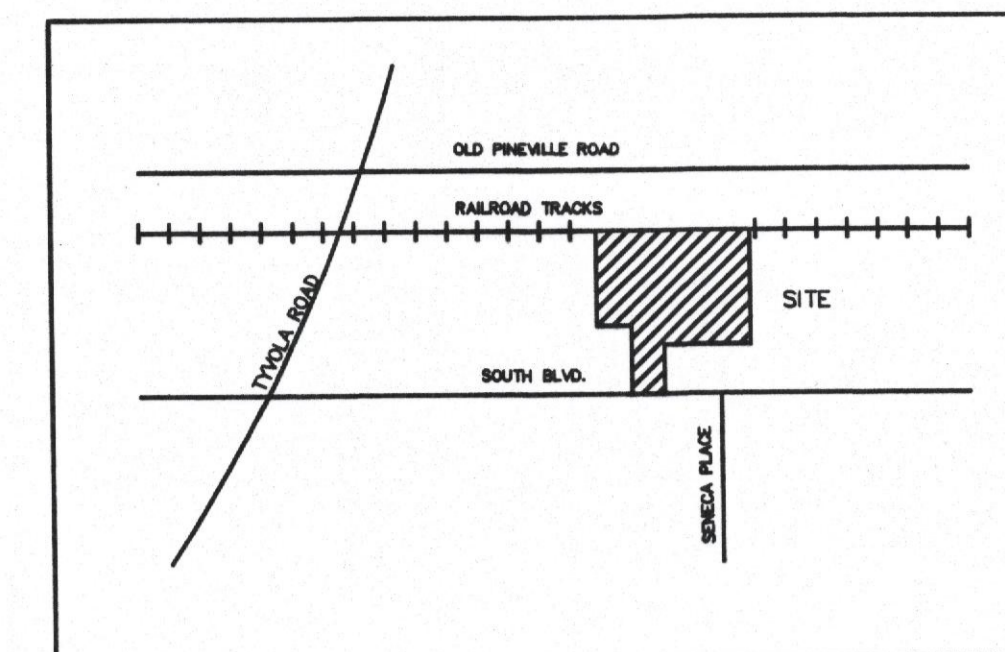 OLD PINEVILLE ROAD
RAILROAD TRACKS
TYVOLA ROAD
SITE
SOUTH BLVD.
SENECA PLACE